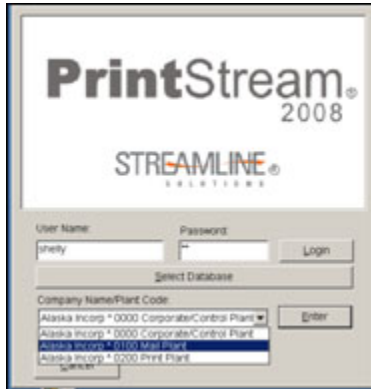 PrintStream®
2008
STREAMLINE®
SOLUTIONS
User Name: Password:
shelly **
Login
Select Database
Company Name/Plant Code:
Alaska Incorp * 0000 Corporate/Control Plant
Enter
Alaska Incorp * 0000 Corporate/Control Plant
Alaska Incorp * 0100 Mail Plant
Alaska Incorp * 0200 Print Plant
Cancel